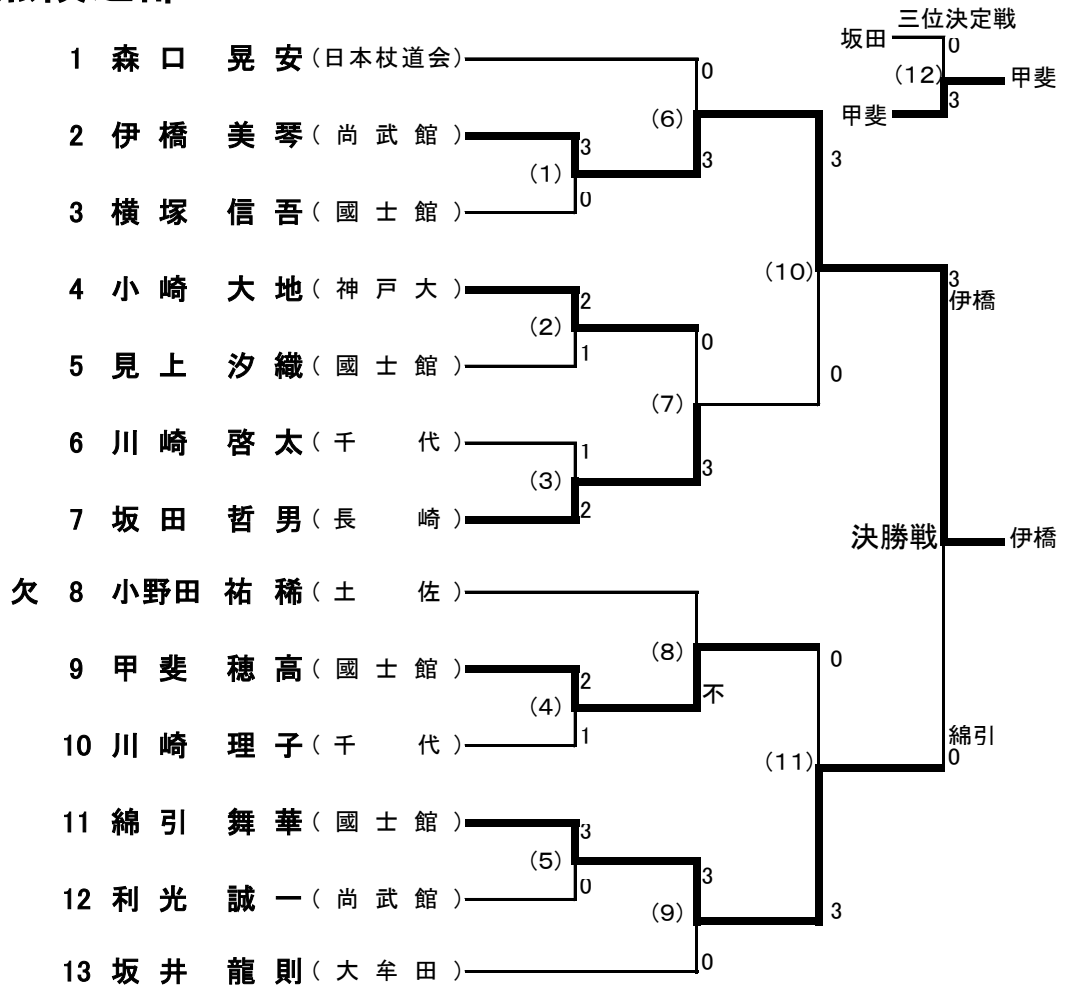 三位決定戦
坂田 0
(12) 甲斐
甲斐 3
1 森口 晃安 (日本杖道会) 0
(6) 3
2 伊橋 美琴 (尚武館) 3
(1) 3
3 横塚 信吾 (國士館) 0
(10) 3
伊橋
4 小崎 大地 (神戸大) 2
(2) 0
5 見上 汐織 (國士館) 1
0
(7)
6 川崎 啓太 (千代) 1
(3) 3
7 坂田 哲男 (長崎) 2
決勝戦 伊橋
欠 8 小野田 祐稀 (土佐)
(8) 0
9 甲斐 穂高 (國士館) 2
(4) 不
10 川崎 理子 (千代) 1
綿引
(11) 0
11 綿引 舞華 (國士館) 3
(5) 3
12 利光 誠一 (尚武館) 0
(9) 3
13 坂井 龍則 (大牟田) 0